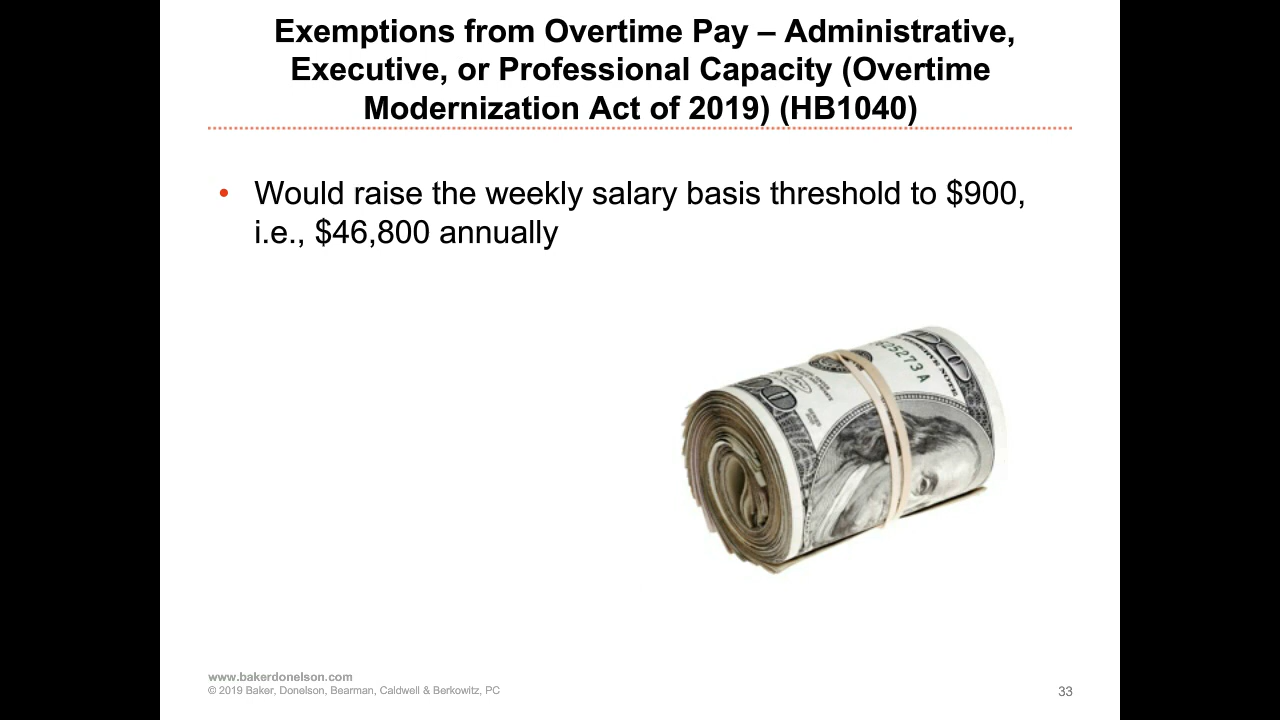 Exemptions from Overtime Pay – Administrative,
Executive, or Professional Capacity (Overtime
Modernization Act of 2019) (HB1040)
• Would raise the weekly salary basis threshold to $900,
i.e., $46,800 annually
www.bakerdonelson.com
© 2019 Baker, Donelson, Bearman, Caldwell & Berkowitz, PC
33